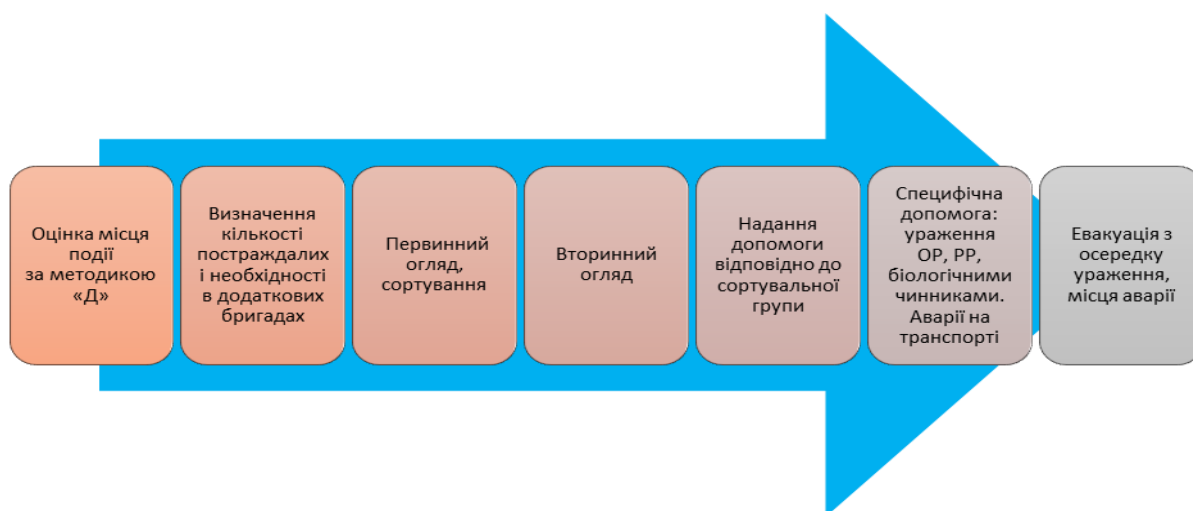 Оцінка місця
події
за методикою
«Д»
Визначення
кількості
постраждалих
і необхідності
в додаткових
бригадах
Первинний
огляд,
сортування
Вторинний
огляд
Надання
допомоги
відповідно до
сортувальної
групи
Специфічна
допомога:
ураження
ОР, РР,
біологічними
чинниками.
Аварії на
транспорті
Евакуація з
осередку
ураження,
місця аварії